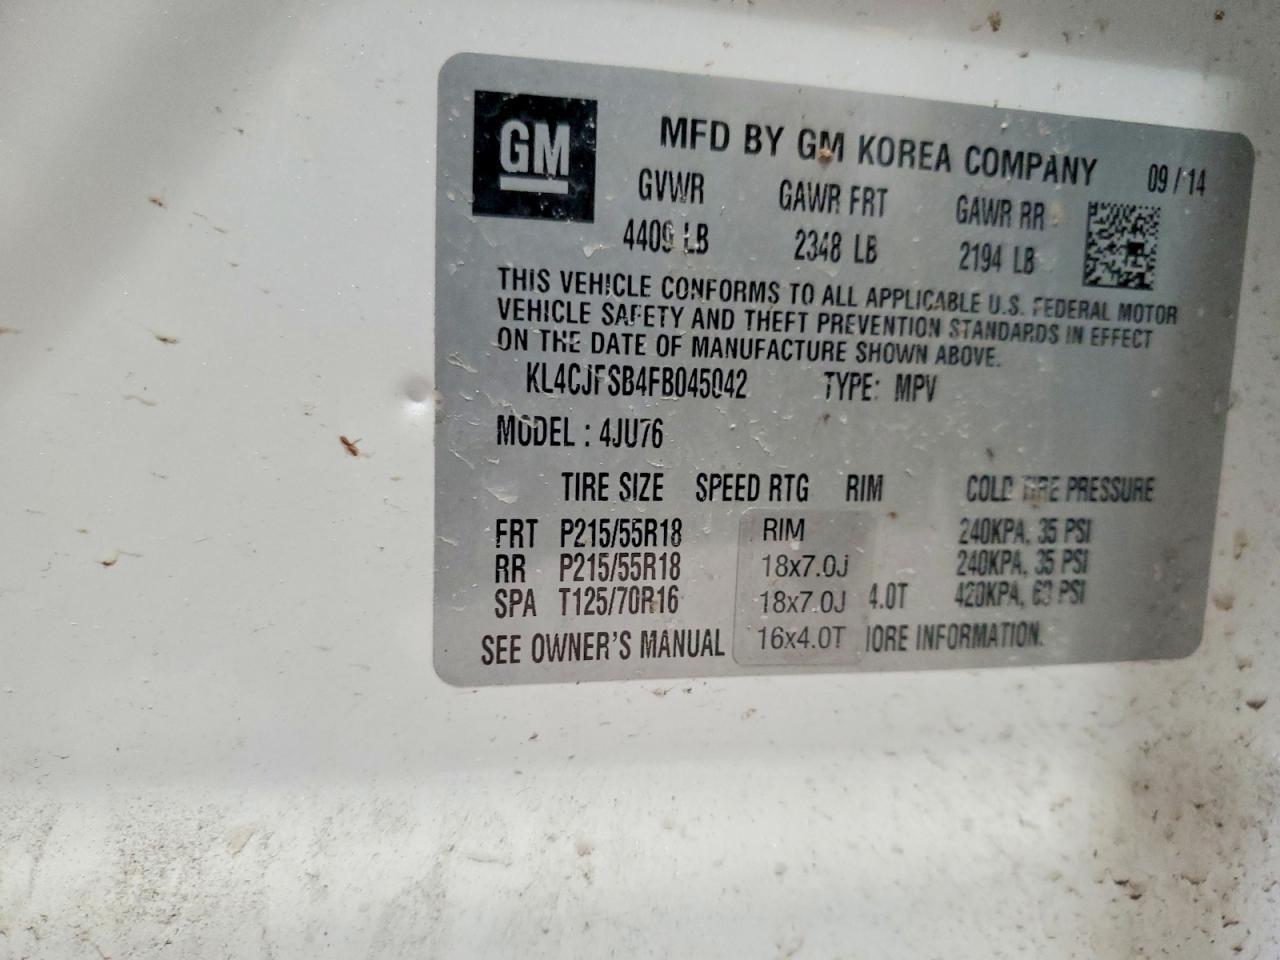 GM
MFD BY GM KOREA COMPANY 09/14
GVWR GAWR FRT GAWR RR
4409 LB 2348 LB 2194 LB
THIS VEHICLE CONFORMS TO ALL APPLICABLE U.S. FEDERAL MOTOR
VEHICLE SAFETY AND THEFT PREVENTION STANDARDS IN EFFECT
ON THE DATE OF MANUFACTURE SHOWN ABOVE.
KL4CJFSB4FB045042 TYPE: MPV
MODEL : 4JU76
TIRE SIZE SPEED RTG RIM COLD TIRE PRESSURE
FRT P215/55R18 RIM 240KPA, 35 PSI
RR P215/55R18 18x7.0J 240KPA, 35 PSI
SPA T125/70R16 18x7.0J 4.0T 420KPA, 60 PSI
SEE OWNER'S MANUAL 16x4.0T ORE INFORMATION.